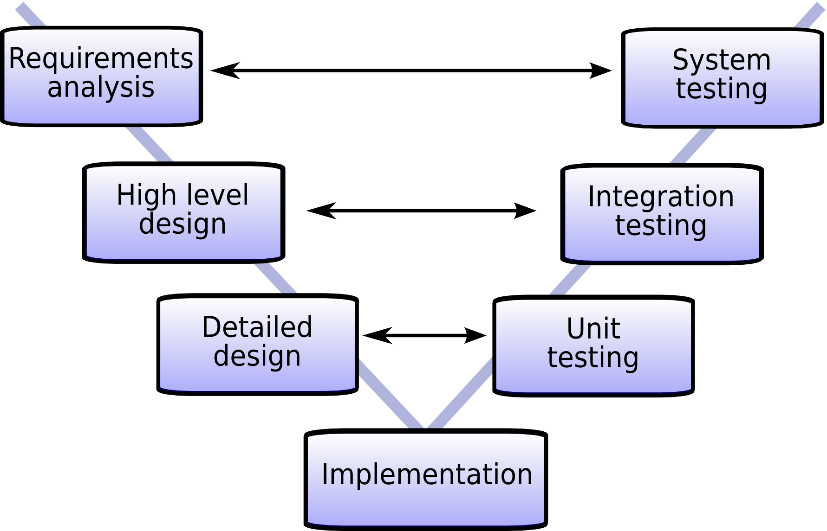 Requirements
analysis
System
testing
High level
design
Integration
testing
Detailed
design
Unit
testing
Implementation